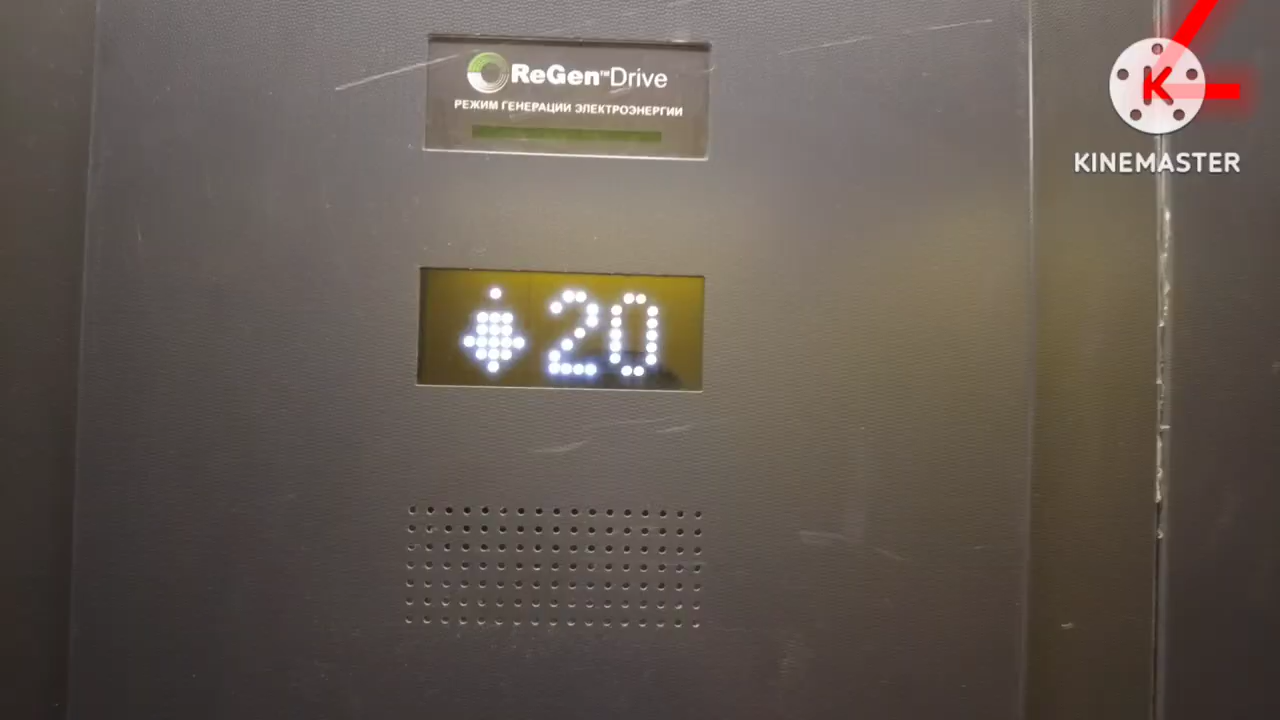 ReGen™Drive
РЕЖИМ ГЕНЕРАЦИИ ЭЛЕКТРОЭНЕРГИИ
20
K
KINEMASTER